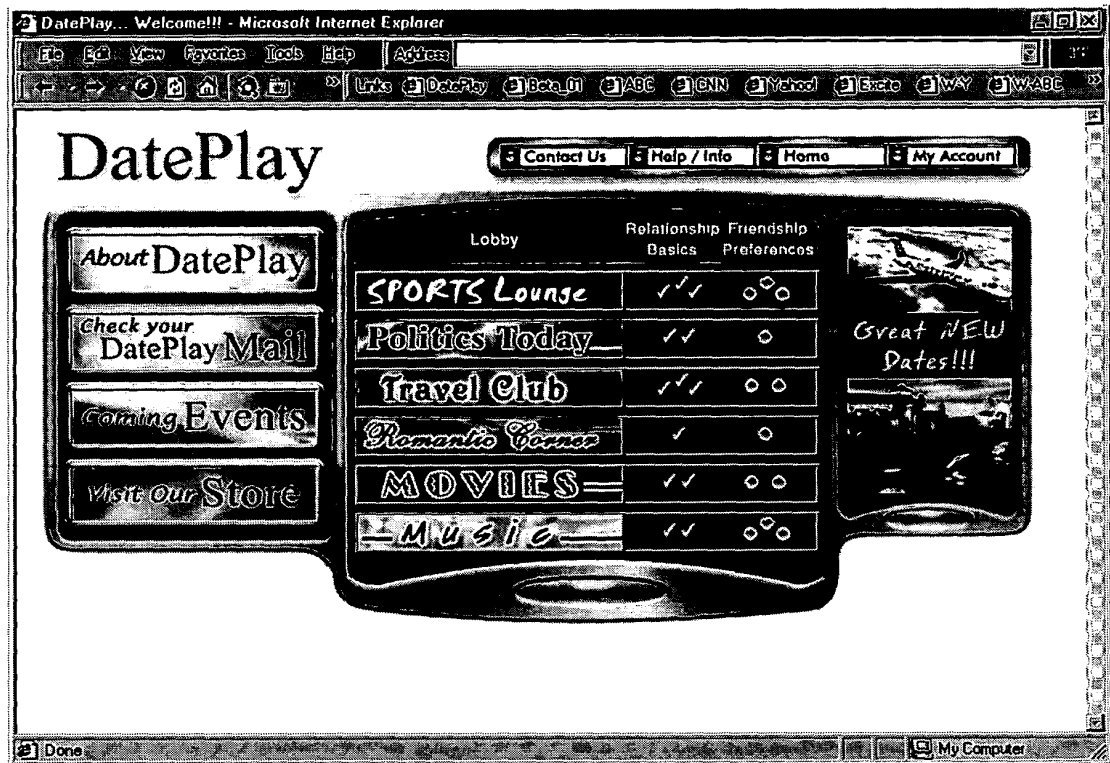 DatePlay... Welcome!!! - Microsoft Internet Explorer
File Edit View Favorites Tools Help Address
Links DatePlay Beta_01 ABC CNN Yahoo! Excite W-Y W-ABC
DatePlay
Contact Us Help / Info Home My Account
About DatePlay
Check your
DatePlay Mail
Coming Events
Visit Our Store
Lobby
Relationship
Basics
Friendship
Preferences
SPORTS Lounge
Politics Today
Travel Club
Romantic Corner
MOVIES
Music
Great NEW
Dates!!!
Done My Computer